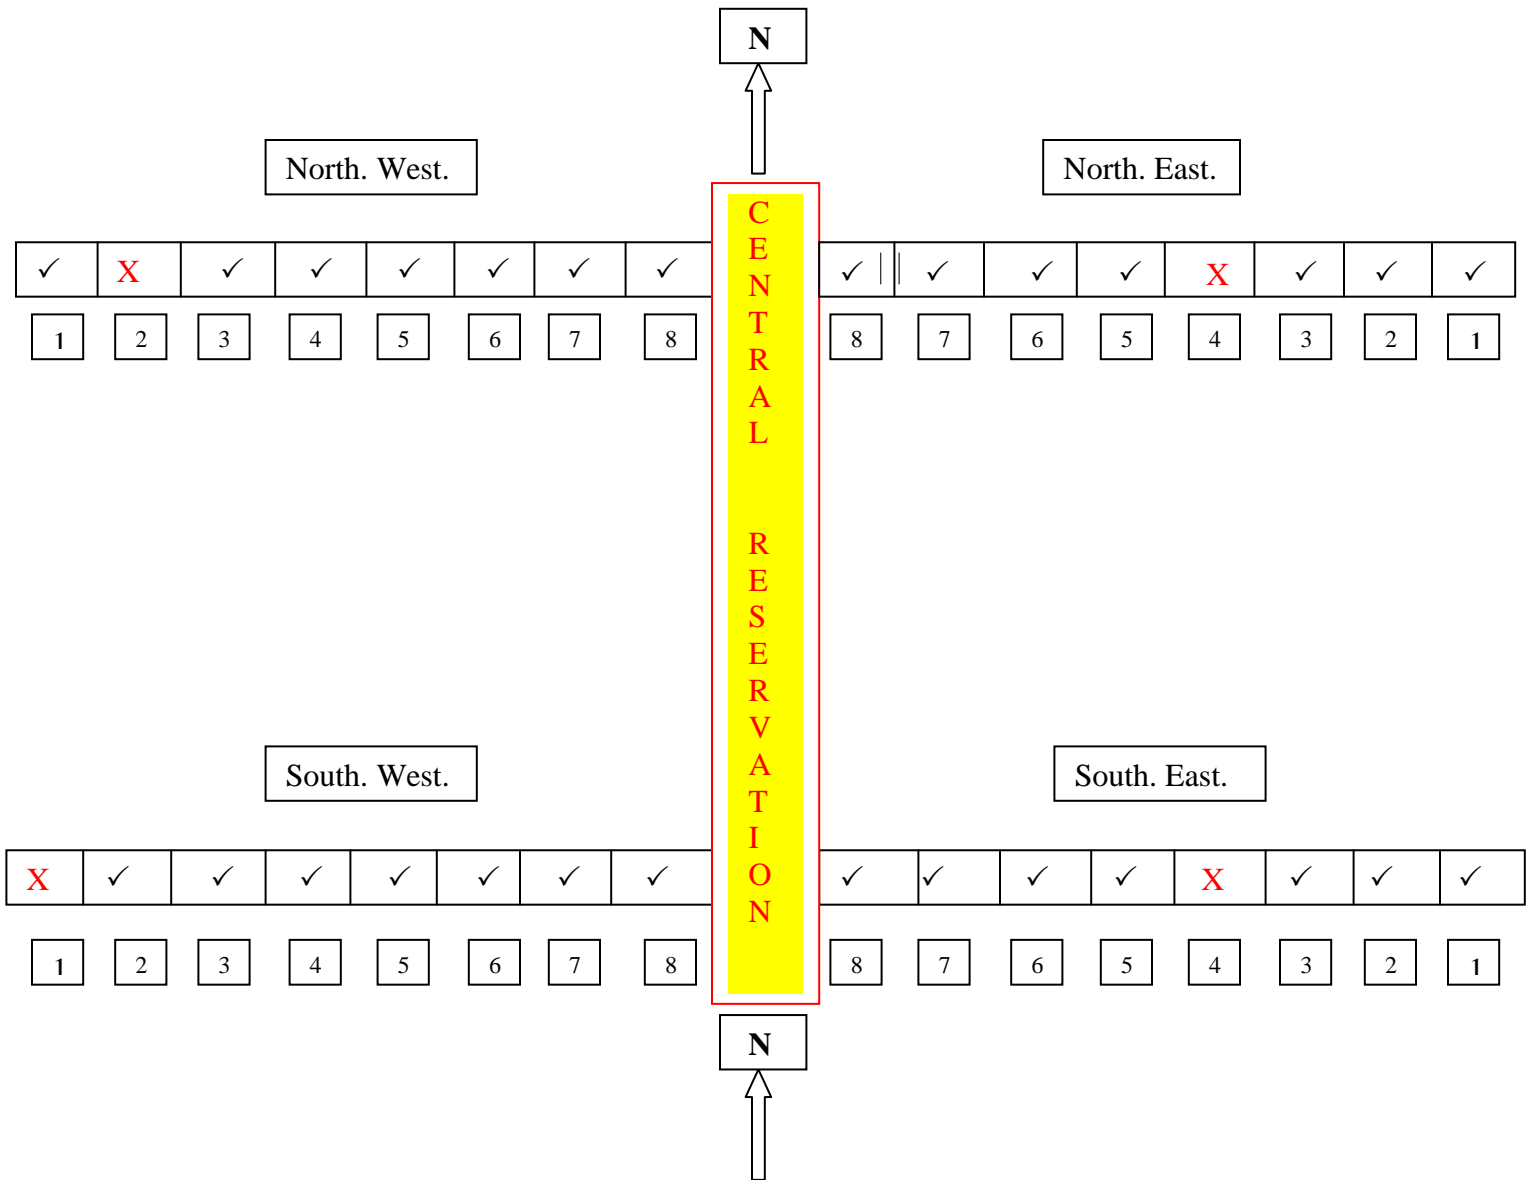 N
North. West.
North. East.
✓ X ✓ ✓ ✓ ✓ ✓ ✓
✓ ✓ ✓ ✓ X ✓ ✓ ✓
1 2 3 4 5 6 7 8
8 7 6 5 4 3 2 1
CENTRAL
RESERVATION
South. West.
South. East.
X ✓ ✓ ✓ ✓ ✓ ✓ ✓
✓ ✓ ✓ ✓ X ✓ ✓ ✓
1 2 3 4 5 6 7 8
8 7 6 5 4 3 2 1
N